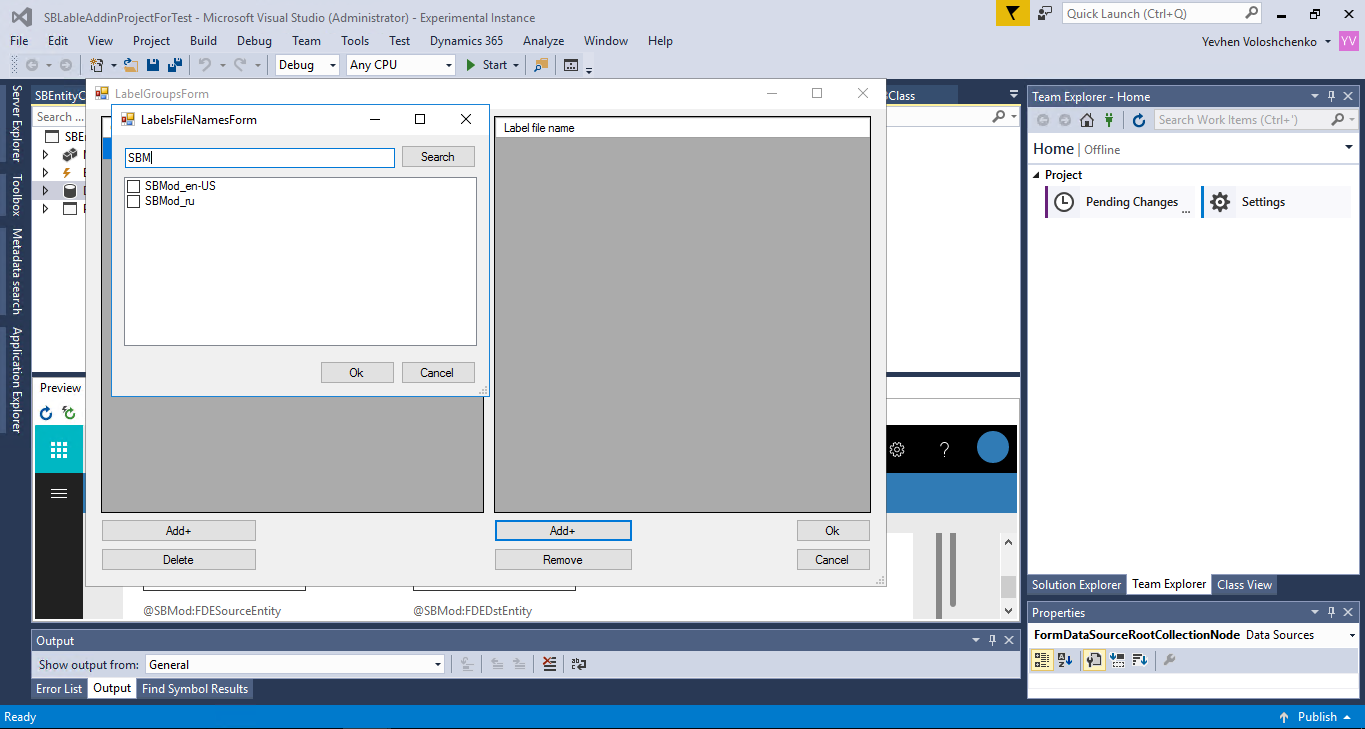 SBLableAddinProjectForTest - Microsoft Visual Studio (Administrator) - Experimental Instance
Quick Launch (Ctrl+Q)
File Edit View Project Build Debug Team Tools Test Dynamics 365 Analyze Window Help
Yevhen Voloshchenko YV
Debug Any CPU Start
Server Explorer
Toolbox
Metadata search
Application Explorer
LabelGroupsForm
Search ...
LabelsFileNamesForm
SBM
Search
SBMod_en-US
SBMod_ru
Ok Cancel
Label file name
Add+
Delete
Add+
Remove
Ok
Cancel
Preview
?
@SBMod:FDESourceEntity @SBMod:FDEDstEntity
Team Explorer - Home
Search Work Items (Ctrl+')
Home | Offline
Project
Pending Changes ... Settings
Solution Explorer Team Explorer Class View
Properties
FormDataSourceRootCollectionNode Data Sources
Output
Show output from: General
Error List Output Find Symbol Results
Ready
Publish